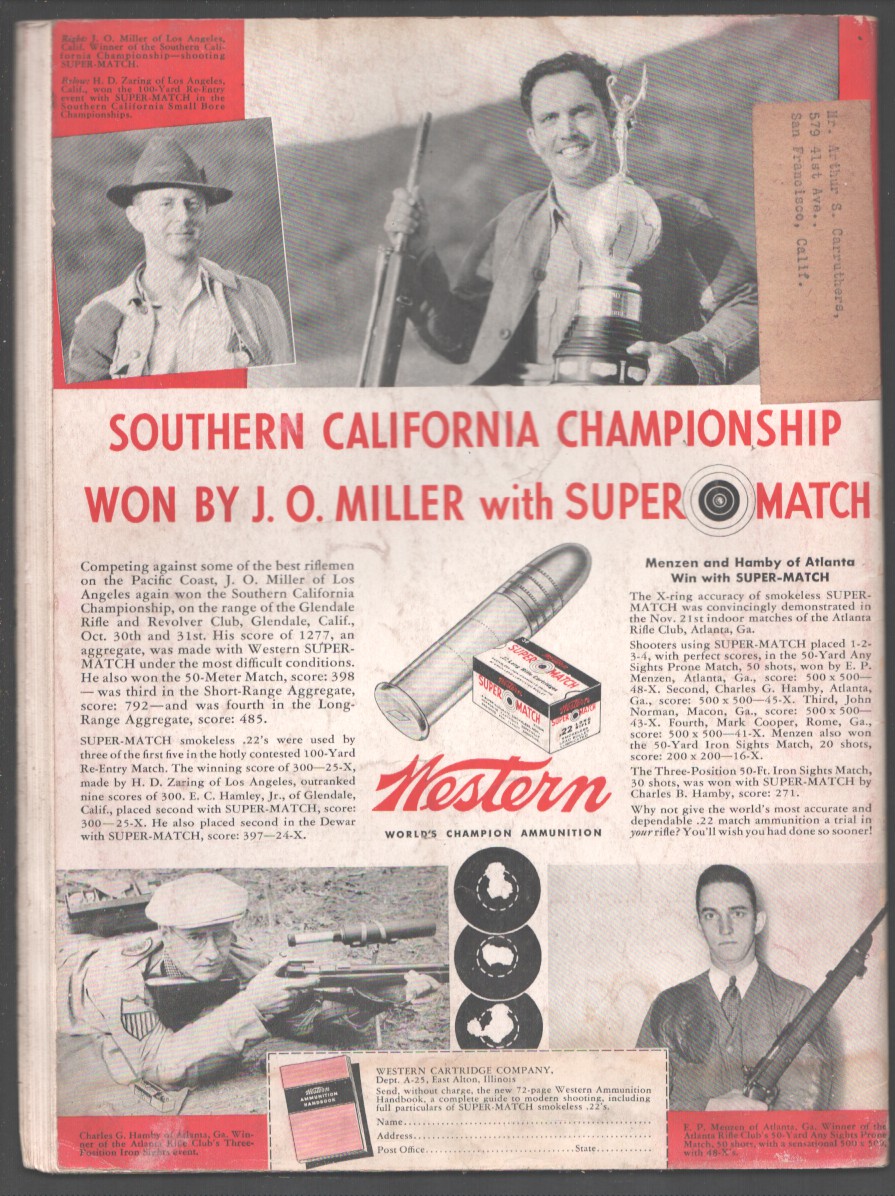 Right: J. O. Miller of Los Angeles,
Calif. Winner of the Southern Cali-
fornia Championship—shooting
SUPER-MATCH.
Below: H. D. Zaring of Los Angeles,
Calif., won the 100-Yard Re-Entry
event with SUPER-MATCH in the
Southern California Small Bore
Championships.
Mr. Arthur S. Carruthers,
579 41st Ave.,
San Francisco, Calif.
SOUTHERN CALIFORNIA CHAMPIONSHIP
WON BY J. O. MILLER with SUPER MATCH
Competing against some of the best riflemen
on the Pacific Coast, J. O. Miller of Los
Angeles again won the Southern California
Championship, on the range of the Glendale
Rifle and Revolver Club, Glendale, Calif.,
Oct. 30th and 31st. His score of 1277, an
aggregate, was made with Western SUPER-
MATCH under the most difficult conditions.
He also won the 50-Meter Match, score: 398
—was third in the Short-Range Aggregate,
score: 792—and was fourth in the Long-
Range Aggregate, score: 485.
SUPER-MATCH smokeless .22's were used by
three of the first five in the hotly contested 100-Yard
Re-Entry Match. The winning score of 300—25-X,
made by H. D. Zaring of Los Angeles, outranked
nine scores of 300. E. C. Hamley, Jr., of Glendale,
Calif., placed second with SUPER-MATCH, score:
300—25-X. He also placed second in the Dewar
with SUPER-MATCH, score: 397—24-X.
Western
SUPER MATCH
Western
SUPER MATCH
.22 LONG
Western
WORLD'S CHAMPION AMMUNITION
Menzen and Hamby of Atlanta
Win with SUPER-MATCH
The X-ring accuracy of smokeless SUPER-
MATCH was convincingly demonstrated in
the Nov. 21st indoor matches of the Atlanta
Rifle Club, Atlanta, Ga.
Shooters using SUPER-MATCH placed 1-2-
3-4, with perfect scores, in the 50-Yard Any
Sights Prone Match, 50 shots, won by E. P.
Menzen, Atlanta, Ga., score: 500 x 500—
48-X. Second, Charles G. Hamby, Atlanta,
Ga., score: 500 x 500—45-X. Third, John
Norman, Macon, Ga., score: 500 x 500—
43-X. Fourth, Mark Cooper, Rome, Ga.,
score: 500 x 500—41-X. Menzen also won
the 50-Yard Iron Sights Match, 20 shots,
score: 200 x 200—16-X.
The Three-Position 50-Ft. Iron Sights Match,
30 shots, was won with SUPER-MATCH by
Charles B. Hamby, score: 271.
Why not give the world's most accurate and
dependable .22 match ammunition a trial in
your rifle? You'll wish you had done so sooner!
AMMUNITION
HANDBOOK
WESTERN CARTRIDGE COMPANY,
Dept. A-25, East Alton, Illinois
Send, without charge, the new 72-page Western Ammunition
Handbook, a complete guide to modern shooting, including
full particulars of SUPER-MATCH smokeless .22's.
Name
Address
Post Office State
Charles G. Hamby of Atlanta, Ga. Win-
ner of the Atlanta Rifle Club's Three-
Position Iron Sights event.
E. P. Menzen of Atlanta, Ga. Winner of the
Atlanta Rifle Club's 50-Yard Any Sights Prone
Match, 50 shots, with a sensational 500 x 500
with 48-X's.